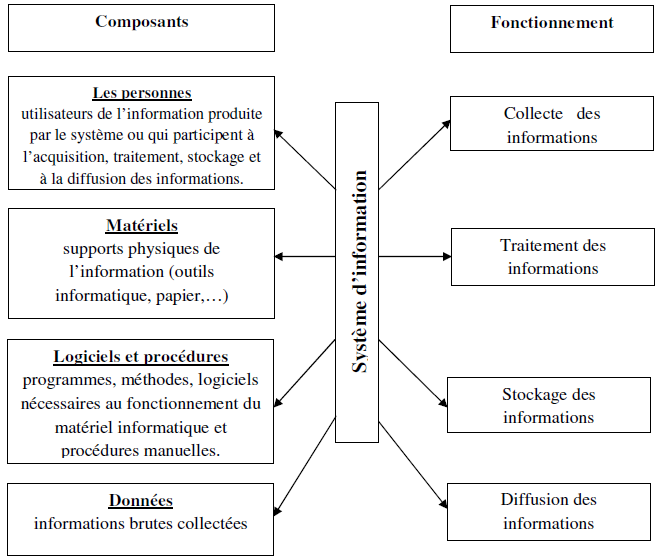 Composants
Fonctionnement
Les personnes
utilisateurs de l’information produite
par le système ou qui participent à
l’acquisition, traitement, stockage et
à la diffusion des informations.
Matériels
supports physiques de
l’information (outils
informatique, papier,…)
Logiciels et procédures
programmes, méthodes, logiciels
nécessaires au fonctionnement du
matériel informatique et
procédures manuelles.
Données
informations brutes collectées
Système d’information
Collecte des
informations
Traitement des
informations
Stockage des
informations
Diffusion des
informations